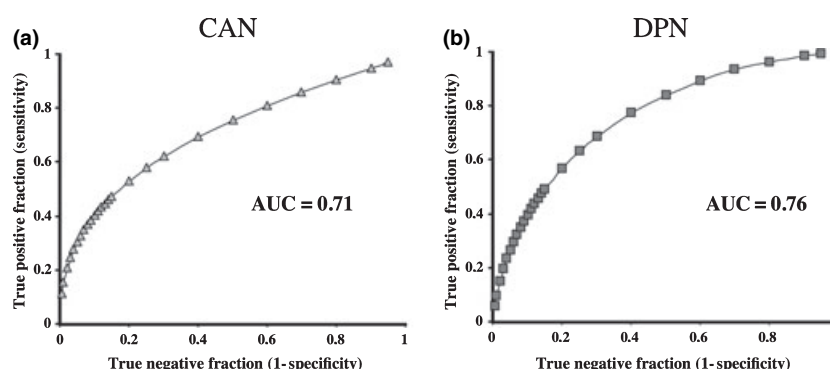 (a) CAN
1
0.8
0.6
0.4
0.2
0
True positive fraction (sensitivity)
AUC = 0.71
0 0.2 0.4 0.6 0.8 1
True negative fraction (1- specificity)
(b) DPN
1
0.8
0.6
0.4
0.2
0
True positive fraction (sensitivity)
AUC = 0.76
0 0.2 0.4 0.6 0.8
True negative fraction (1- specificity)